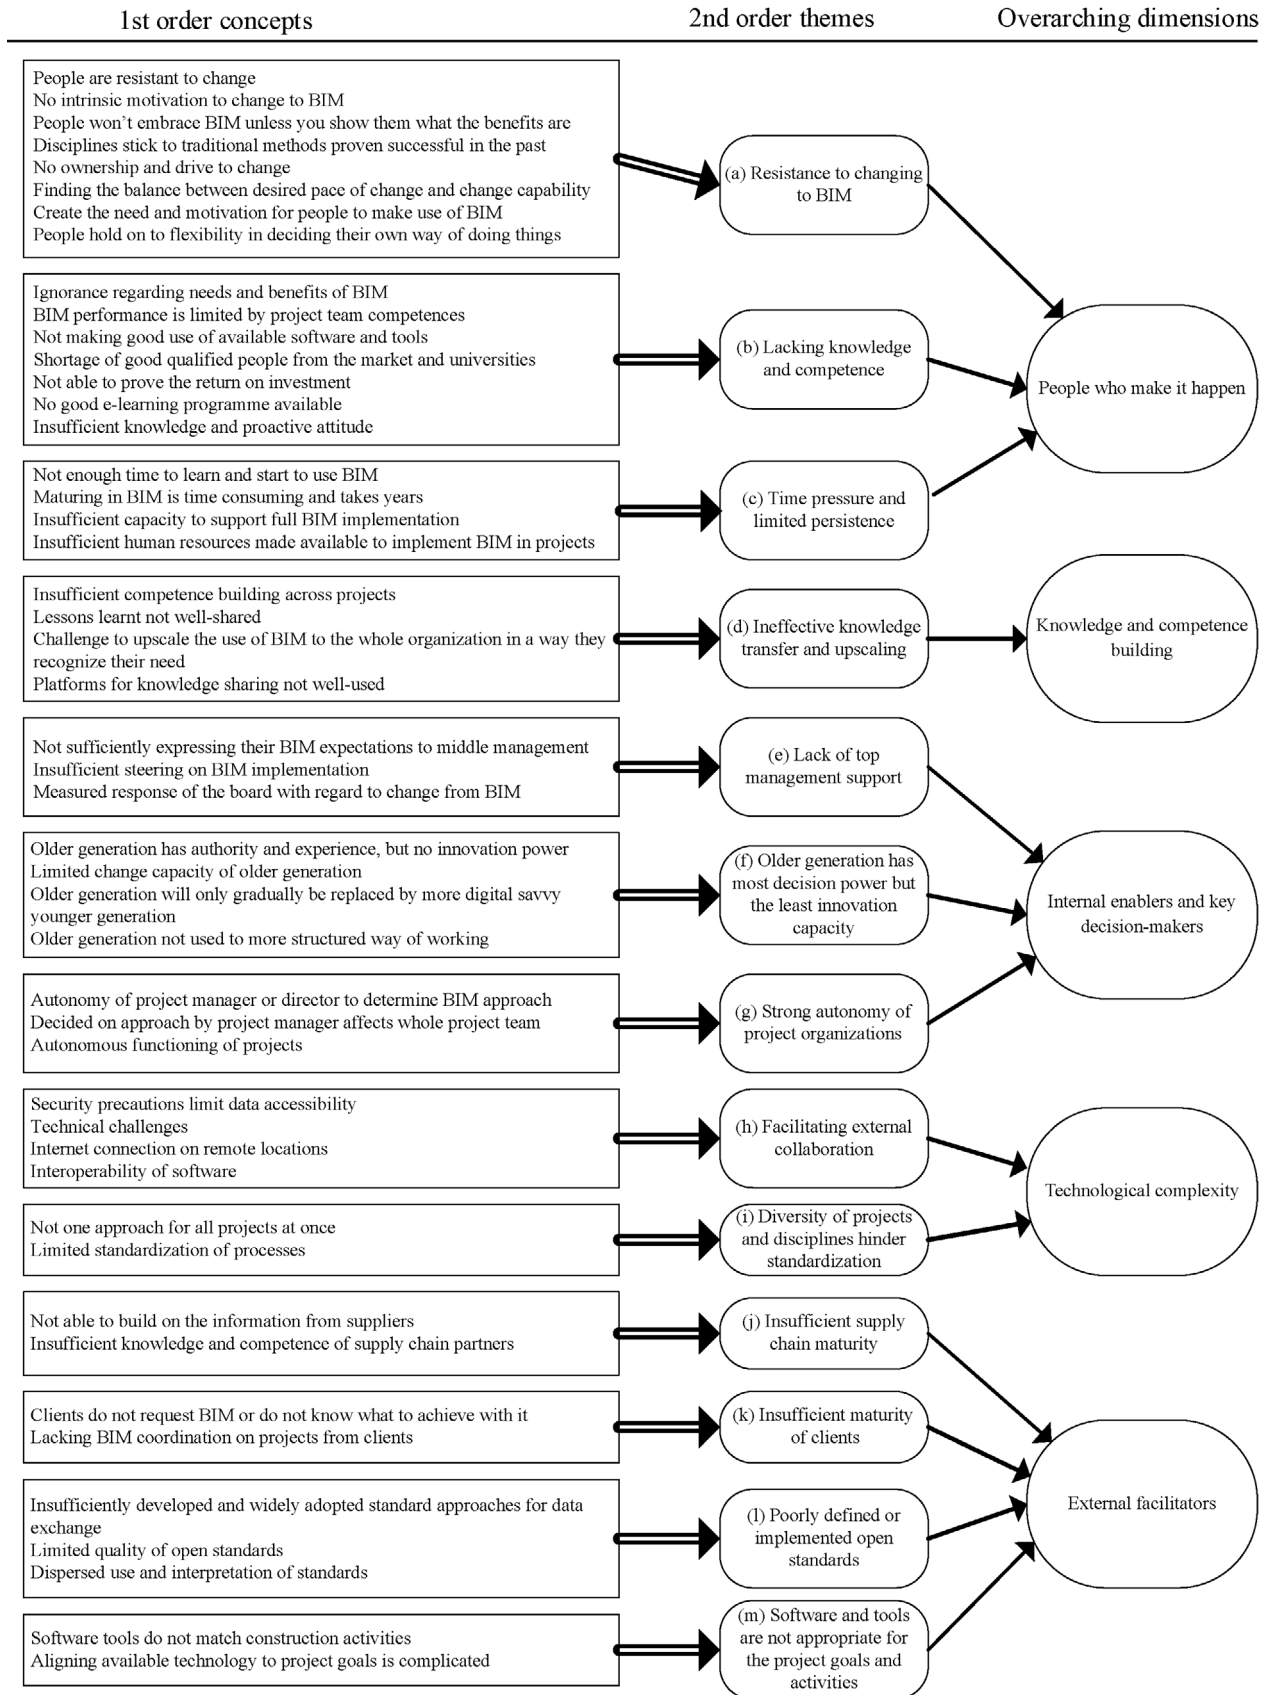 1st order concepts
2nd order themes
Overarching dimensions
People are resistant to change
No intrinsic motivation to change to BIM
People won't embrace BIM unless you show them what the benefits are
Disciplines stick to traditional methods proven successful in the past
No ownership and drive to change
Finding the balance between desired pace of change and change capability
Create the need and motivation for people to make use of BIM
People hold on to flexibility in deciding their own way of doing things
(a) Resistance to changing
to BIM
Ignorance regarding needs and benefits of BIM
BIM performance is limited by project team competences
Not making good use of available software and tools
Shortage of good qualified people from the market and universities
Not able to prove the return on investment
No good e-learning programme available
Insufficient knowledge and proactive attitude
(b) Lacking knowledge
and competence
People who make it happen
Not enough time to learn and start to use BIM
Maturing in BIM is time consuming and takes years
Insufficient capacity to support full BIM implementation
Insufficient human resources made available to implement BIM in projects
(c) Time pressure and
limited persistence
Insufficient competence building across projects
Lessons learnt not well-shared
Challenge to upscale the use of BIM to the whole organization in a way they
recognize their need
Platforms for knowledge sharing not well-used
(d) Ineffective knowledge
transfer and upscaling
Knowledge and competence
building
Not sufficiently expressing their BIM expectations to middle management
Insufficient steering on BIM implementation
Measured response of the board with regard to change from BIM
(e) Lack of top
management support
Older generation has authority and experience, but no innovation power
Limited change capacity of older generation
Older generation will only gradually be replaced by more digital savvy
younger generation
Older generation not used to more structured way of working
(f) Older generation has
most decision power but
the least innovation
capacity
Internal enablers and key
decision-makers
Autonomy of project manager or director to determine BIM approach
Decided on approach by project manager affects whole project team
Autonomous functioning of projects
(g) Strong autonomy of
project organizations
Security precautions limit data accessibility
Technical challenges
Internet connection on remote locations
Interoperability of software
(h) Facilitating external
collaboration
Technological complexity
Not one approach for all projects at once
Limited standardization of processes
(i) Diversity of projects
and disciplines hinder
standardization
Not able to build on the information from suppliers
Insufficient knowledge and competence of supply chain partners
(j) Insufficient supply
chain maturity
Clients do not request BIM or do not know what to achieve with it
Lacking BIM coordination on projects from clients
(k) Insufficient maturity
of clients
External facilitators
Insufficiently developed and widely adopted standard approaches for data
exchange
Limited quality of open standards
Dispersed use and interpretation of standards
(l) Poorly defined or
implemented open
standards
Software tools do not match construction activities
Aligning available technology to project goals is complicated
(m) Software and tools
are not appropriate for
the project goals and
activities